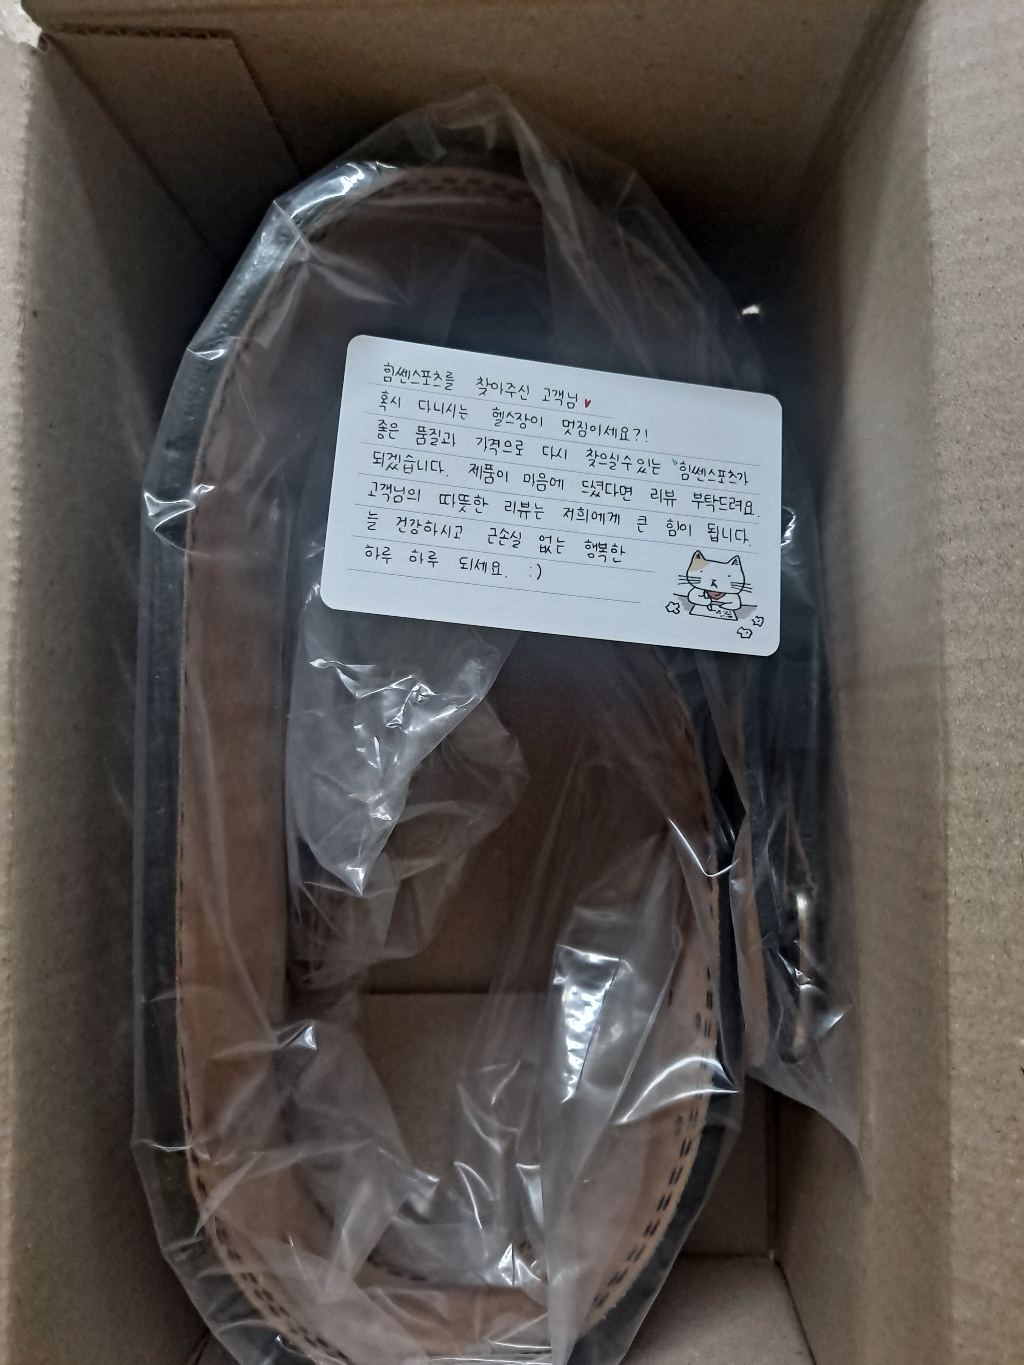 힘쎈스포츠를 찾아주신 고객님♥
혹시 다니시는 헬스장이 멋짐이세요?!
좋은 품질과 가격으로 다시 찾으실수있는 "힘쎈스포츠가
되겠습니다. 제품이 마음에 드셨다면 리뷰 부탁드려요.
고객님의 따뜻한 리뷰는 저희에게 큰 힘이 됩니다.
늘 건강하시고 근손실 없는 행복한
하루 하루 되세요. :)